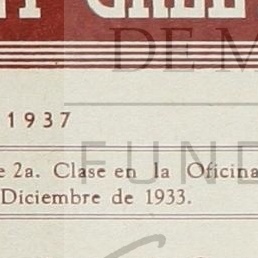 DE M
1937
FUND
e 2a. Clase en la Oficina
Diciembre de 1933.